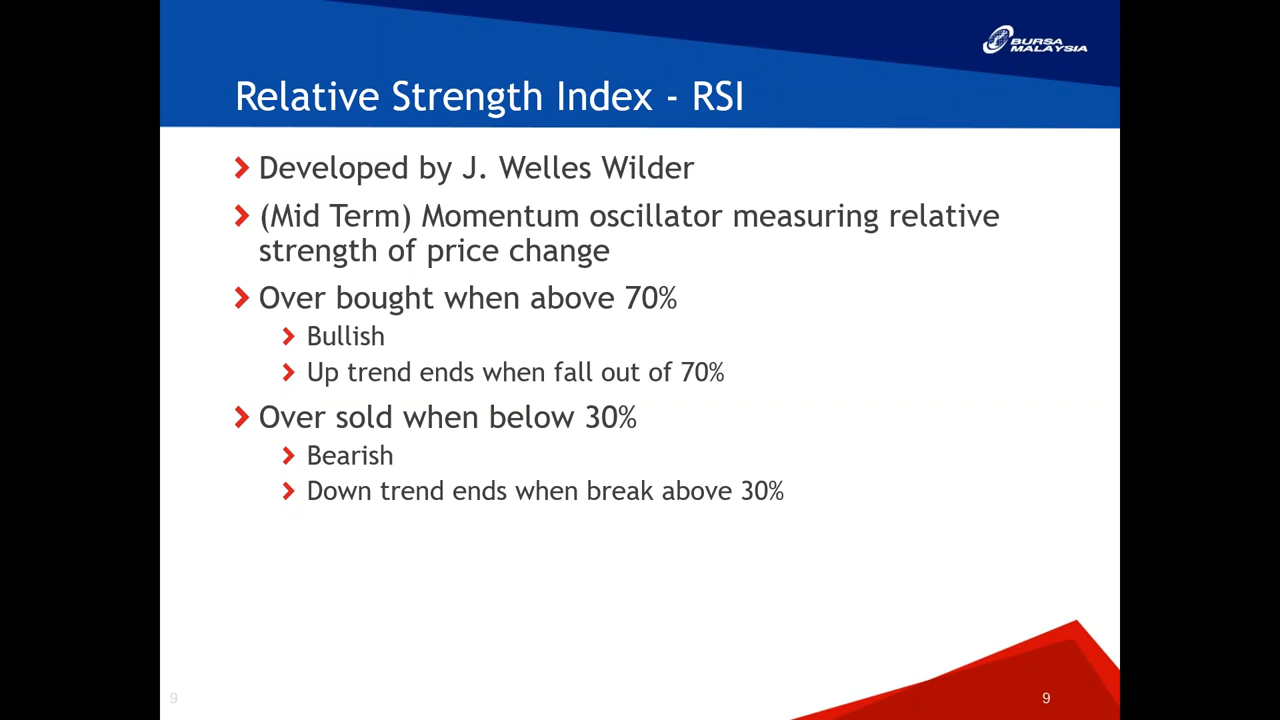 BURSA
MALAYSIA
Relative Strength Index - RSI
Developed by J. Welles Wilder
(Mid Term) Momentum oscillator measuring relative
strength of price change
Over bought when above 70%
Bullish
Up trend ends when fall out of 70%
Over sold when below 30%
Bearish
Down trend ends when break above 30%
9
9